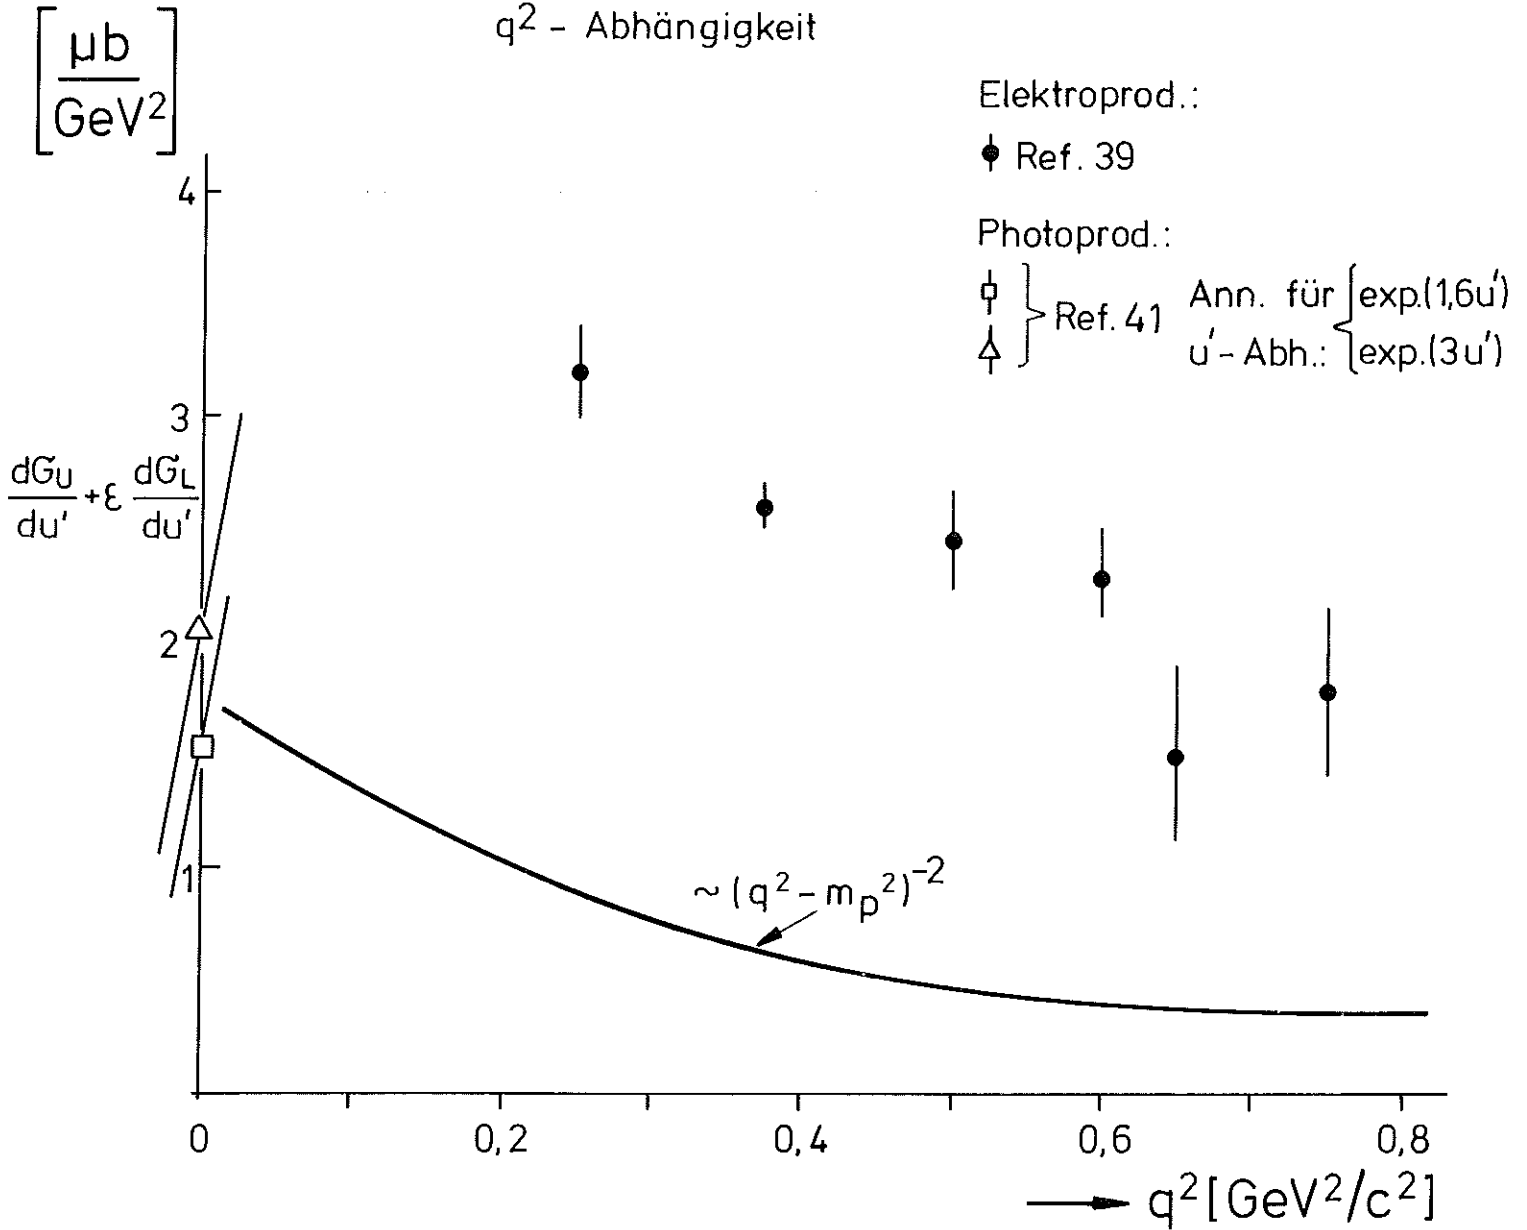 q² - Abhängigkeit
[μb/GeV²]
Elektroprod.:
Ref. 39
Photoprod.:
Ref. 41 Ann. für exp.(1,6u')
u'- Abh.: exp.(3u')
4
3
dσU/du' + ε dσL/du'
2
1
~ (q² - mp²)⁻²
0 0,2 0,4 0,6 0,8
q² [GeV²/c²]